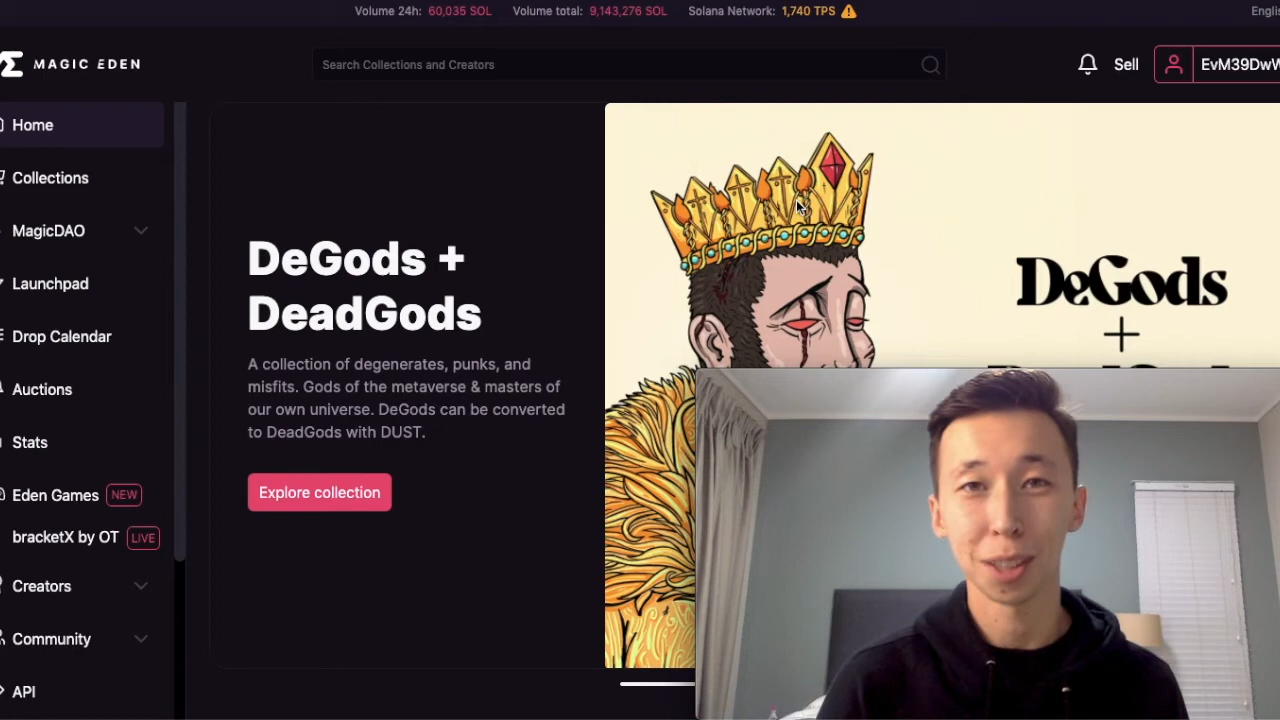 Volume 24h: 60,035 SOL Volume total: 9,143,276 SOL Solana Network: 1,740 TPS
MAGIC EDEN
Search Collections and Creators
Sell
Home
Collections
MagicDAO
Launchpad
Drop Calendar
Auctions
Stats
Eden Games NEW
bracketX by OT LIVE
Creators
Community
API
DeGods +
DeadGods
A collection of degenerates, punks, and
misfits. Gods of the metaverse & masters of
our own universe. DeGods can be converted
to DeadGods with DUST.
Explore collection
DeGods
+